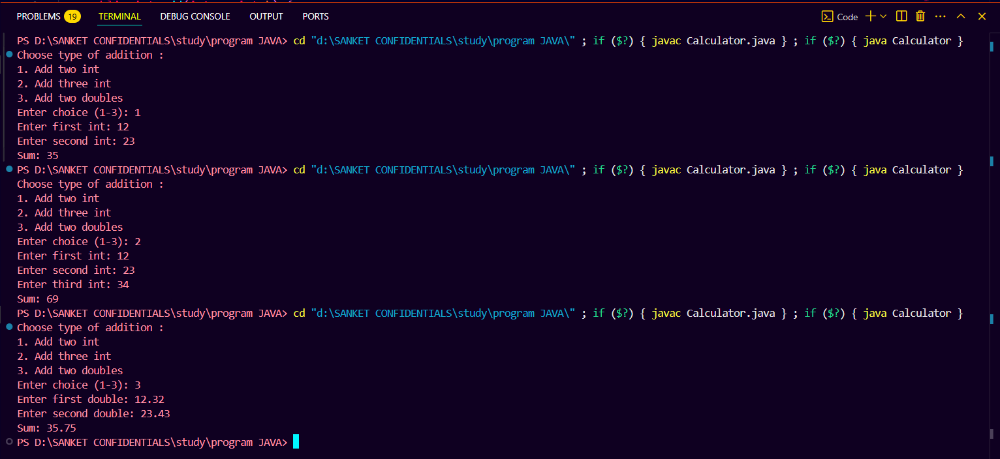 PROBLEMS 19 TERMINAL DEBUG CONSOLE OUTPUT PORTS Code
PS D:\SANKET CONFIDENTIALS\study\program JAVA> cd "d:\SANKET CONFIDENTIALS\study\program JAVA\" ; if ($?) { javac Calculator.java } ; if ($?) { java Calculator }
Choose type of addition :
1. Add two int
2. Add three int
3. Add two doubles
Enter choice (1-3): 1
Enter first int: 12
Enter second int: 23
Sum: 35
PS D:\SANKET CONFIDENTIALS\study\program JAVA> cd "d:\SANKET CONFIDENTIALS\study\program JAVA\" ; if ($?) { javac Calculator.java } ; if ($?) { java Calculator }
Choose type of addition :
1. Add two int
2. Add three int
3. Add two doubles
Enter choice (1-3): 2
Enter first int: 12
Enter second int: 23
Enter third int: 34
Sum: 69
PS D:\SANKET CONFIDENTIALS\study\program JAVA> cd "d:\SANKET CONFIDENTIALS\study\program JAVA\" ; if ($?) { javac Calculator.java } ; if ($?) { java Calculator }
Choose type of addition :
1. Add two int
2. Add three int
3. Add two doubles
Enter choice (1-3): 3
Enter first double: 12.32
Enter second double: 23.43
Sum: 35.75
PS D:\SANKET CONFIDENTIALS\study\program JAVA>